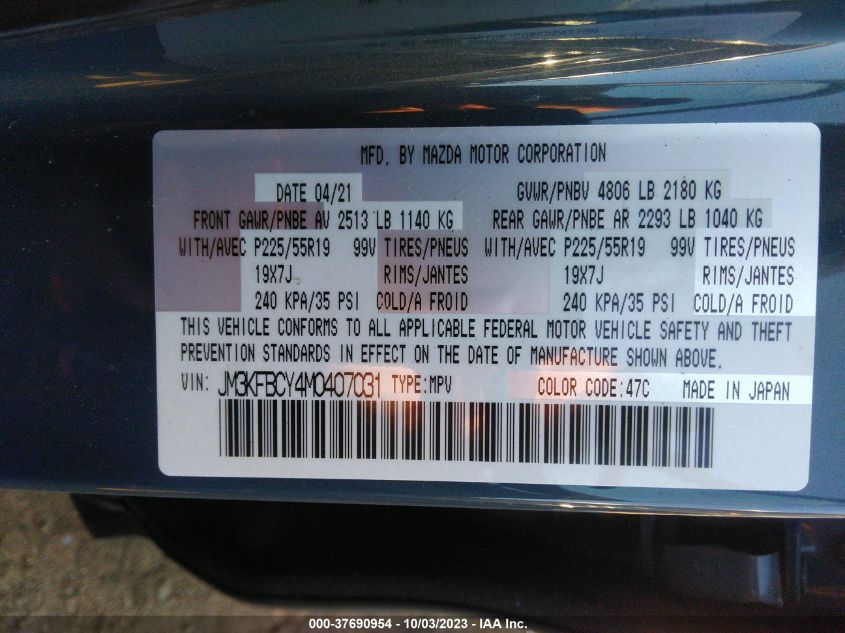 MFD. BY MAZDA MOTOR CORPORATION
DATE 04/21 GVWR/PNBV 4806 LB 2180 KG
FRONT GAWR/PNBE AV 2513 LB 1140 KG REAR GAWR/PNBE AR 2293 LB 1040 KG
WITH/AVEC P225/55R19 99V TIRES/PNEUS WITH/AVEC P225/55R19 99V TIRES/PNEUS
19X7J RIMS/JANTES 19X7J RIMS/JANTES
240 KPA/35 PSI COLD/A FROID 240 KPA/35 PSI COLD/A FROID
THIS VEHICLE CONFORMS TO ALL APPLICABLE FEDERAL MOTOR VEHICLE SAFETY AND THEFT
PREVENTION STANDARDS IN EFFECT ON THE DATE OF MANUFACTURE SHOWN ABOVE.
VIN: JM3KFBCY4M0407031 TYPE:MPV COLOR CODE:47C MADE IN JAPAN
000-37690954 - 10/03/2023 - IAA Inc.